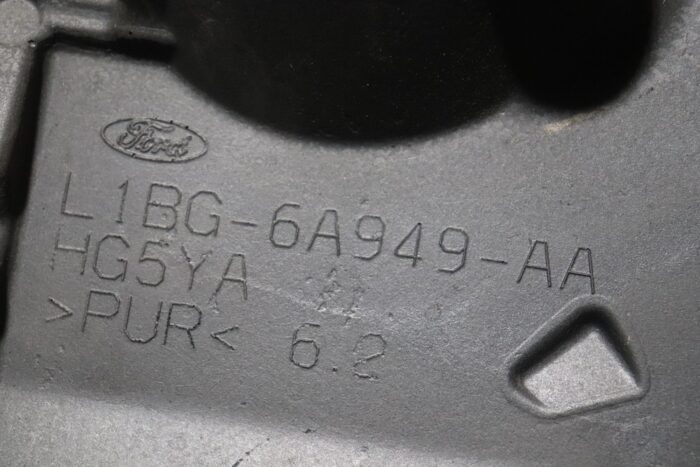 Ford
L1BG-6A949-AA
HG5YA
>PUR< 6.2